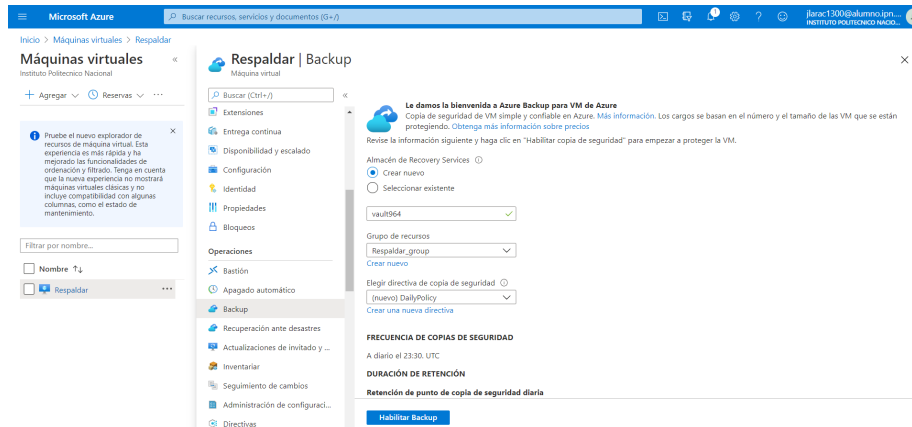 Microsoft Azure
Buscar recursos, servicios y documentos (G+/)
1
jlarac1300@alumno.ipn...
INSTITUTO POLITECNICO NACIO...
Inicio > Máquinas virtuales > Respaldar
Máquinas virtuales «
Instituto Politecnico Nacional
+ Agregar Reservas ...
Pruebe el nuevo explorador de
recursos de máquina virtual. Esta
experiencia es más rápida y ha
mejorado las funcionalidades de
ordenación y filtrado. Tenga en cuenta
que la nueva experiencia no mostrará
máquinas virtuales clásicas y no
incluye compatibilidad con algunas
columnas, como el estado de
mantenimiento.
Filtrar por nombre...
Nombre ↑↓
Respaldar ...
Respaldar | Backup
Máquina virtual
Buscar (Ctrl+/) «
Extensiones
Entrega continua
Disponibilidad y escalado
Configuración
Identidad
Propiedades
Bloqueos
Operaciones
Bastión
Apagado automático
Backup
Recuperación ante desastres
Actualizaciones de invitado y ...
Inventariar
Seguimiento de cambios
Administración de configuraci...
Directivas
Le damos la bienvenida a Azure Backup para VM de Azure
Copia de seguridad de VM simple y confiable en Azure. Más información. Los cargos se basan en el número y el tamaño de las VM que se están
protegiendo. Obtenga más información sobre precios
Revise la información siguiente y haga clic en "Habilitar copia de seguridad" para empezar a proteger la VM.
Almacén de Recovery Services
Crear nuevo
Seleccionar existente
vault964
Grupo de recursos
Respaldar_group
Crear nuevo
Elegir directiva de copia de seguridad
(nuevo) DailyPolicy
Crear una nueva directiva
FRECUENCIA DE COPIAS DE SEGURIDAD
A diario el 23:30. UTC
DURACIÓN DE RETENCIÓN
Retención de punto de copia de seguridad diaria
Habilitar Backup